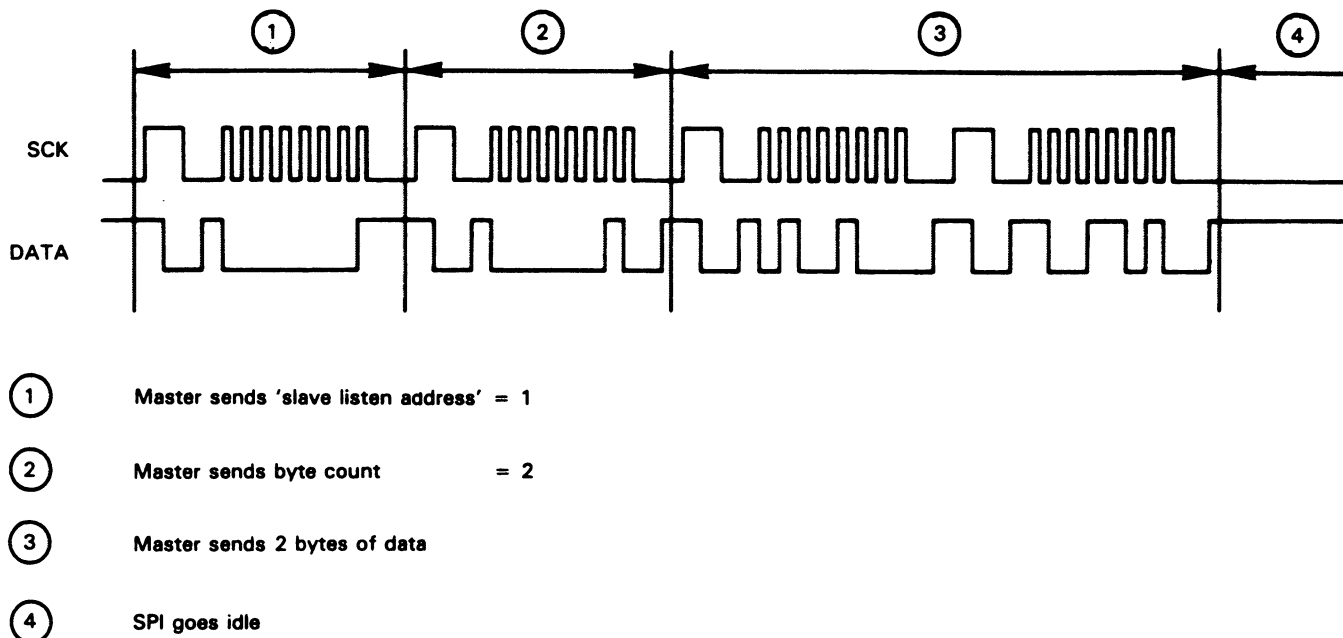 1 2 3 4
SCK
DATA
1 Master sends 'slave listen address' = 1
2 Master sends byte count = 2
3 Master sends 2 bytes of data
4 SPI goes idle